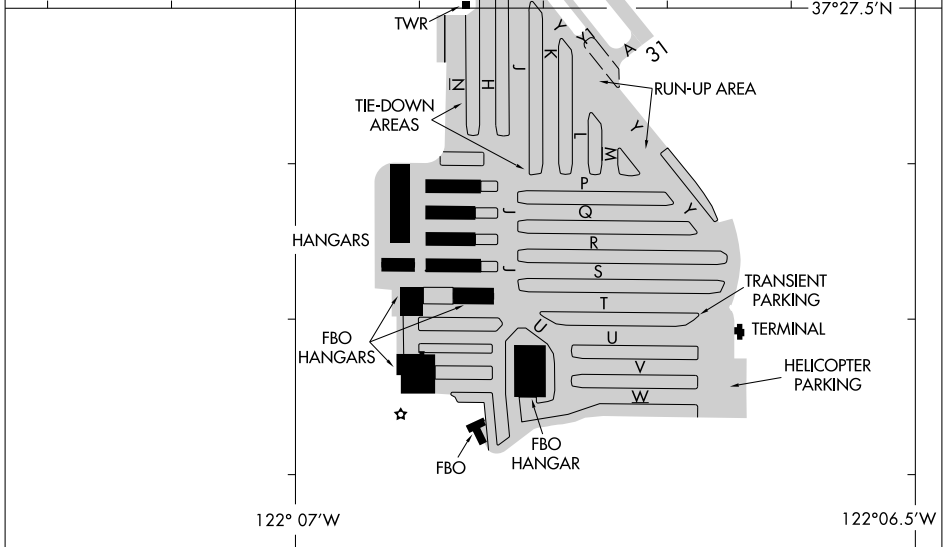 37°27.5'N
TWR
Y
Y
A
31
K
J
N
H
RUN-UP AREA
TIE-DOWN
AREAS
Y
L
M
P
J
Q
Y
HANGARS
R
J
S
TRANSIENT
PARKING
T
U
TERMINAL
U
FBO
HANGARS
V
HELICOPTER
PARKING
W
FBO
HANGAR
FBO
122° 07'W
122°06.5'W